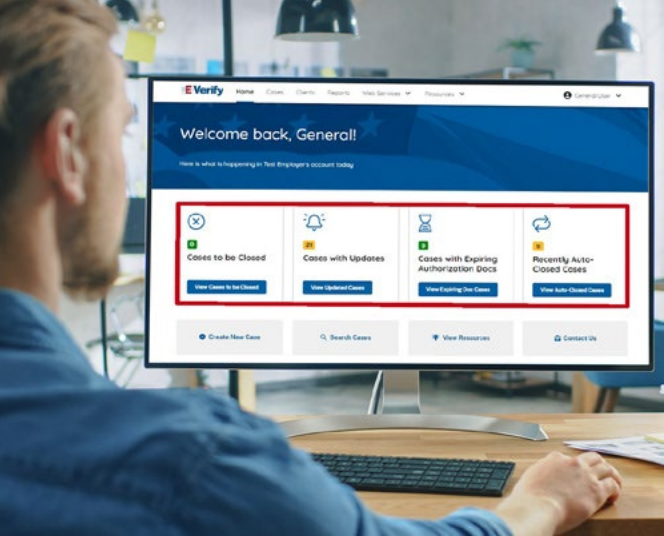 E-Verify Home Cases Clients Reports Web Services Resources General User
Welcome back, General!
Here is what is happening in Test Employer's account today
0
21
0
0
Cases to be Closed
Cases with Updates
Cases with Expiring
Authorization Docs
Recently Auto-
Closed Cases
View Cases to be Closed
View Updated Cases
View Expiring Doc Cases
View Auto-Closed Cases
Create New Case
Search Cases
View Resources
Contact Us